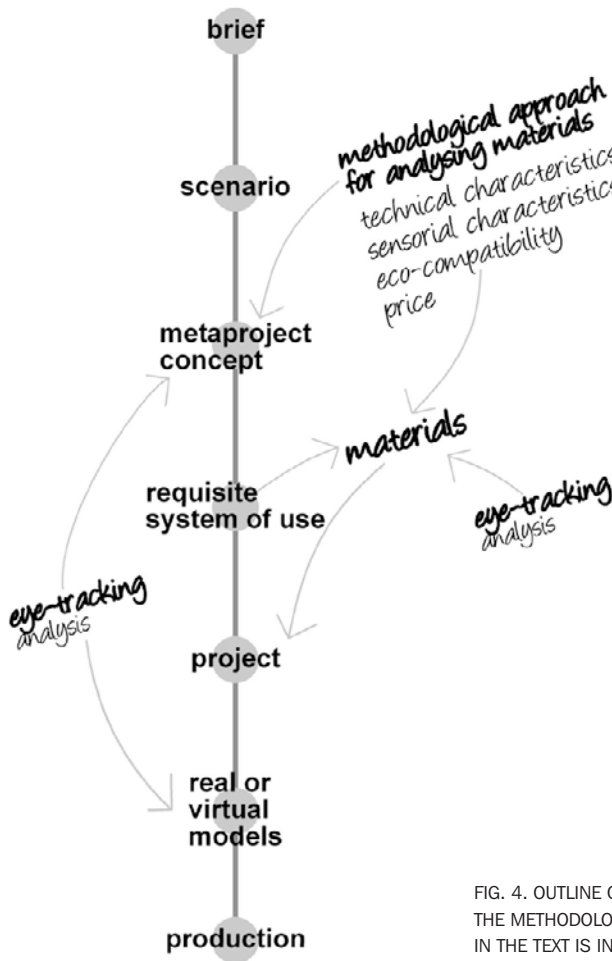 brief
scenario
methodological approach
for analysing materials
technical characteristics
sensorial characteristics
eco-compatibility
price
metaproject
concept
materials
requisite
system of use
eye-tracking
analysis
eye-tracking
analysis
project
real or
virtual
models
production
FIG. 4. OUTLINE
THE METHODOLO
IN THE TEXT IS IN